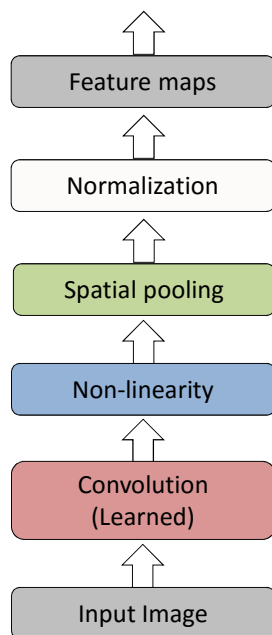 Feature maps
Normalization
Spatial pooling
Non-linearity
Convolution
(Learned)
Input Image